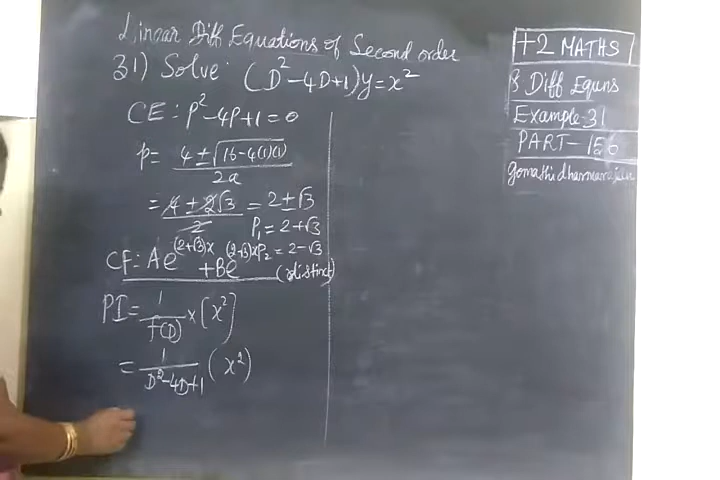 Linear Diff Equations of Second order
31) Solve: (D²-4D+1)y=x²
CE: p²-4p+1=0
p= 4±√16-4(1)(1) / 2a
= 4±2√3 / 2 = 2±√3
P₁=2+√3
P₂=2-√3
CF: Ae^(2+√3)x +Be^(2-√3)x (distinct)
PI= 1/f(D) × [x²]
= 1/D²-4D+1 (x²)
+2 MATHS
8 Diff Equns
Example-31
PART-156